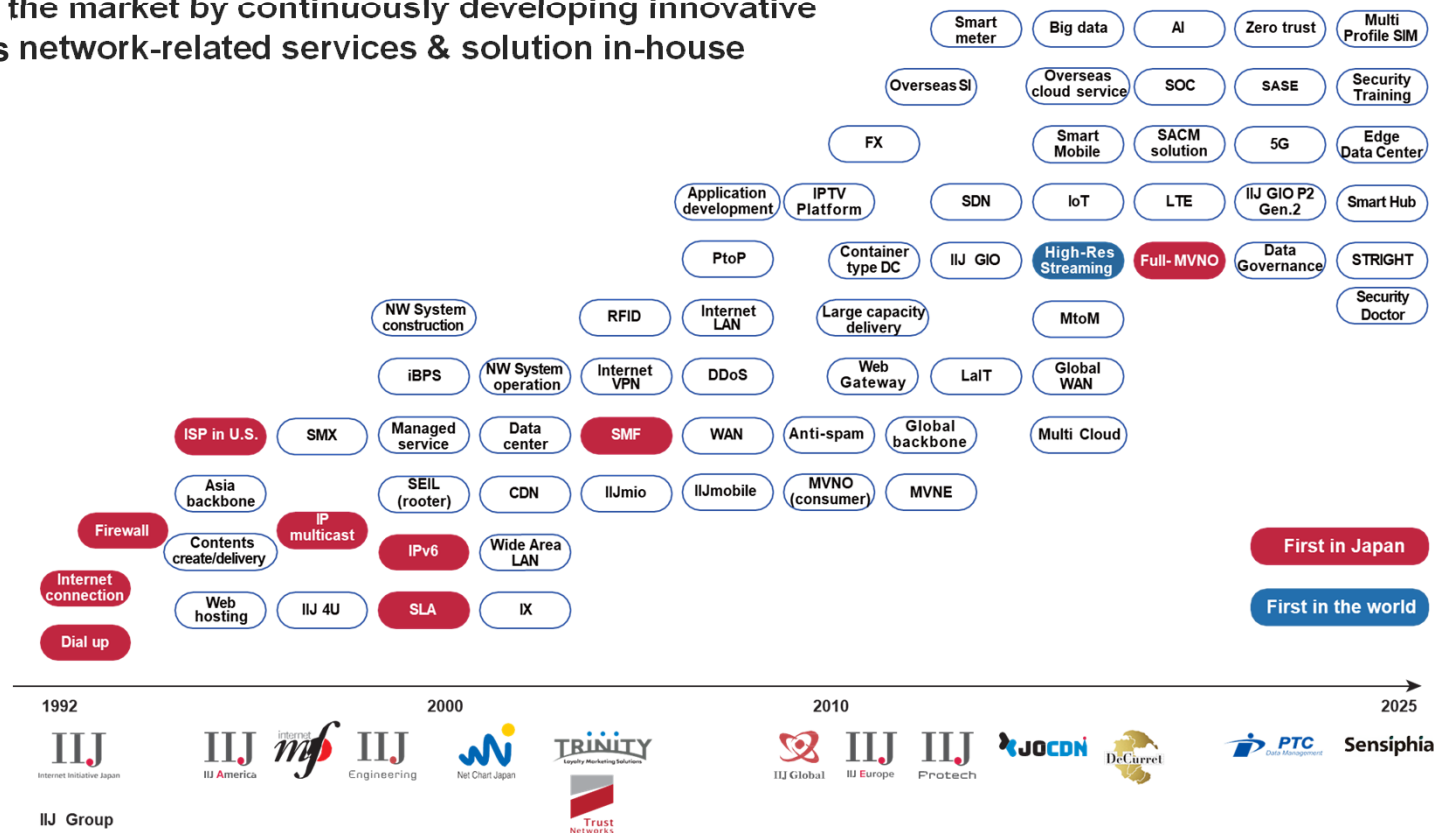 the market by continuously developing innovative
s network-related services & solution in-house
Smart
meter
Big data
AI
Zero trust
Multi
Profile SIM
Overseas SI
Overseas
cloud service
SOC
SASE
Security
Training
FX
Smart
Mobile
SACM
solution
5G
Edge
Data Center
Application
development
IPTV
Platform
SDN
IoT
LTE
IIJ GIO P2
Gen.2
Smart Hub
PtoP
Container
type DC
IIJ GIO
High-Res
Streaming
Full-MVNO
Data
Governance
STRIGHT
NW System
construction
RFID
Internet
LAN
Large capacity
delivery
MtoM
Security
Doctor
iBPS
NW System
operation
Internet
VPN
DDoS
Web
Gateway
LaIT
Global
WAN
ISP in U.S.
SMX
Managed
service
Data
center
SMF
WAN
Anti-spam
Global
backbone
Multi Cloud
Asia
backbone
SEIL
(rooter)
CDN
IIJmio
IIJmobile
MVNO
(consumer)
MVNE
Firewall
Contents
create/delivery
IP
multicast
IPv6
Wide Area
LAN
First in Japan
Internet
connection
Web
hosting
IIJ 4U
SLA
IX
First in the world
Dial up
1992
2000
2010
2025
IIJ
Internet Initiative Japan
IIJ
IIJ America
internet
mf
IIJ
Engineering
Net Chart Japan
TRINITY
Loyalty Marketing Solutions
IIJ Global
IIJ
IIJ Europe
IIJ
Protech
JOCDN
DeCurret
PTC
Data Management
Sensiphia
Trust
Networks
IIJ Group